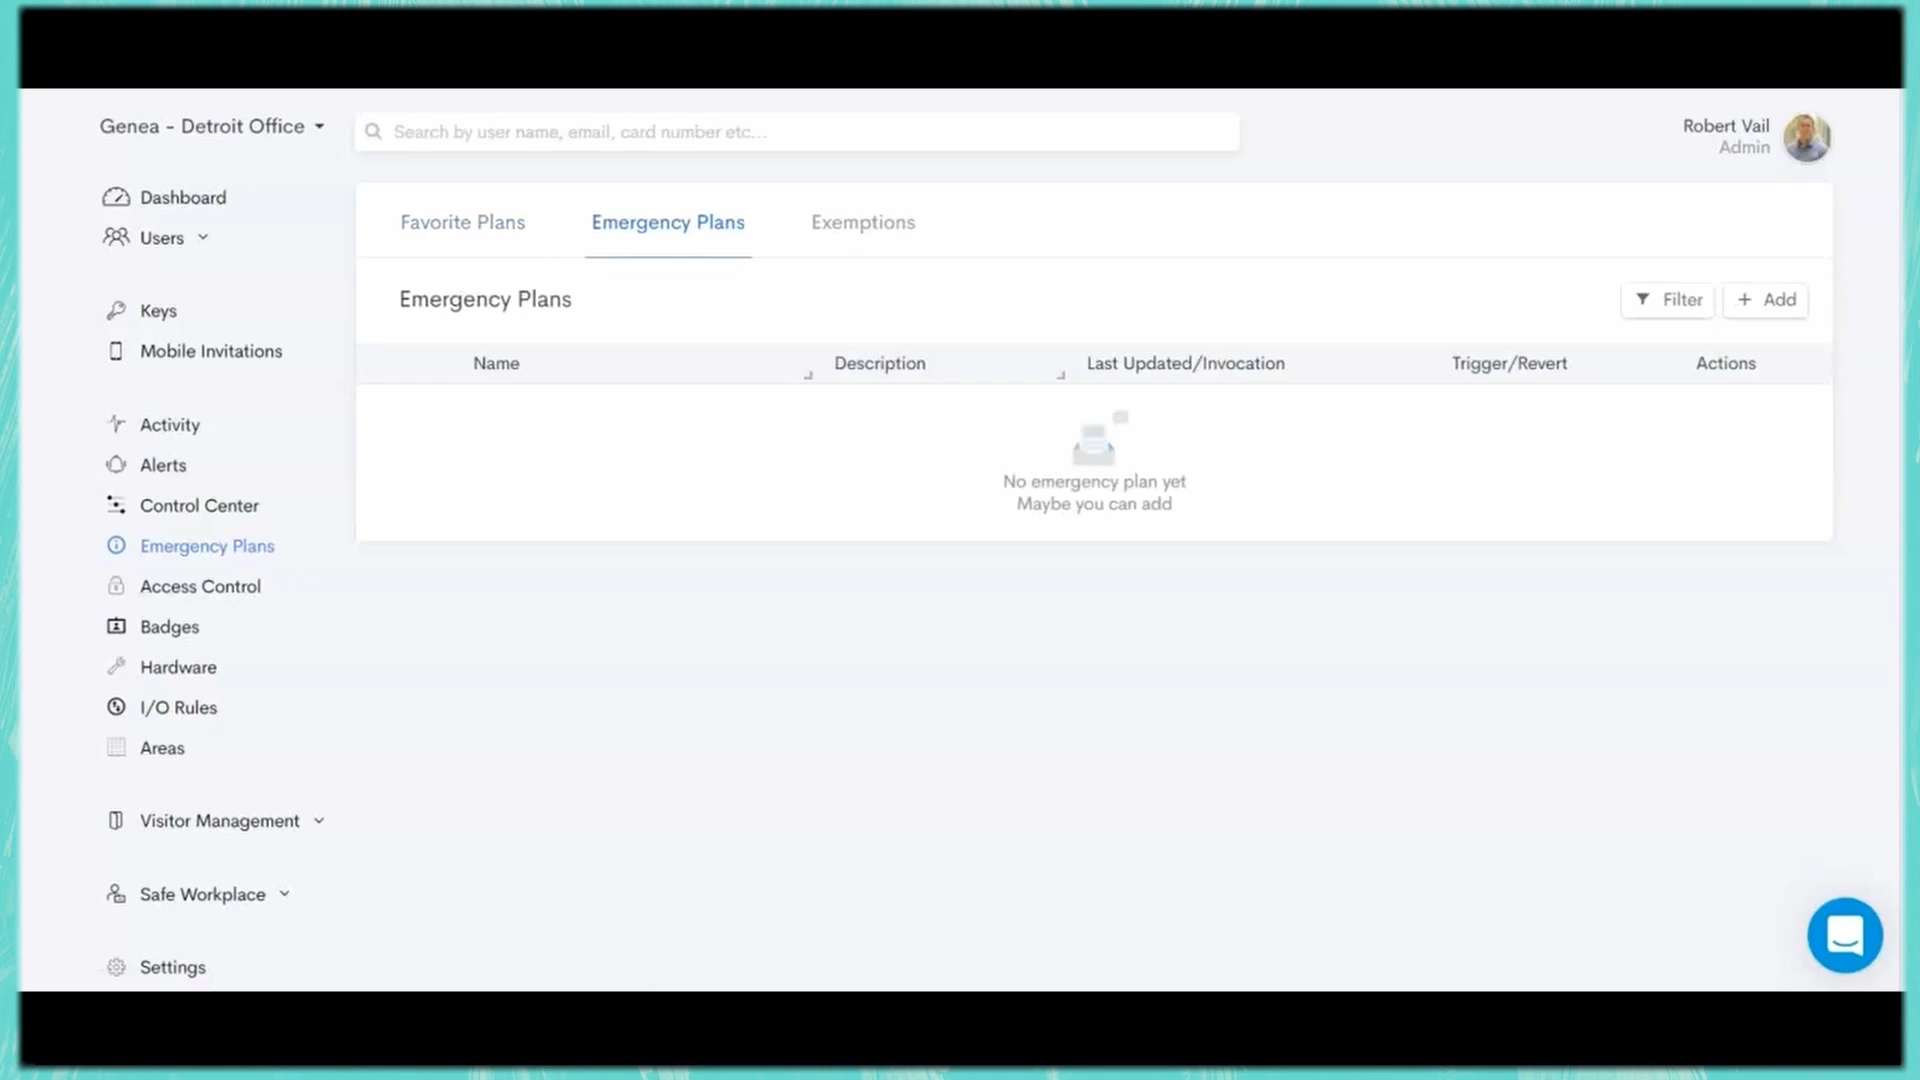 Genea - Detroit Office
Search by user name, email, card number etc...
Robert Vail
Admin
Dashboard
Users
Keys
Mobile Invitations
Activity
Alerts
Control Center
Emergency Plans
Access Control
Badges
Hardware
I/O Rules
Areas
Visitor Management
Safe Workplace
Settings
Favorite Plans Emergency Plans Exemptions
Emergency Plans
Filter + Add
Name Description Last Updated/Invocation Trigger/Revert Actions
No emergency plan yet
Maybe you can add